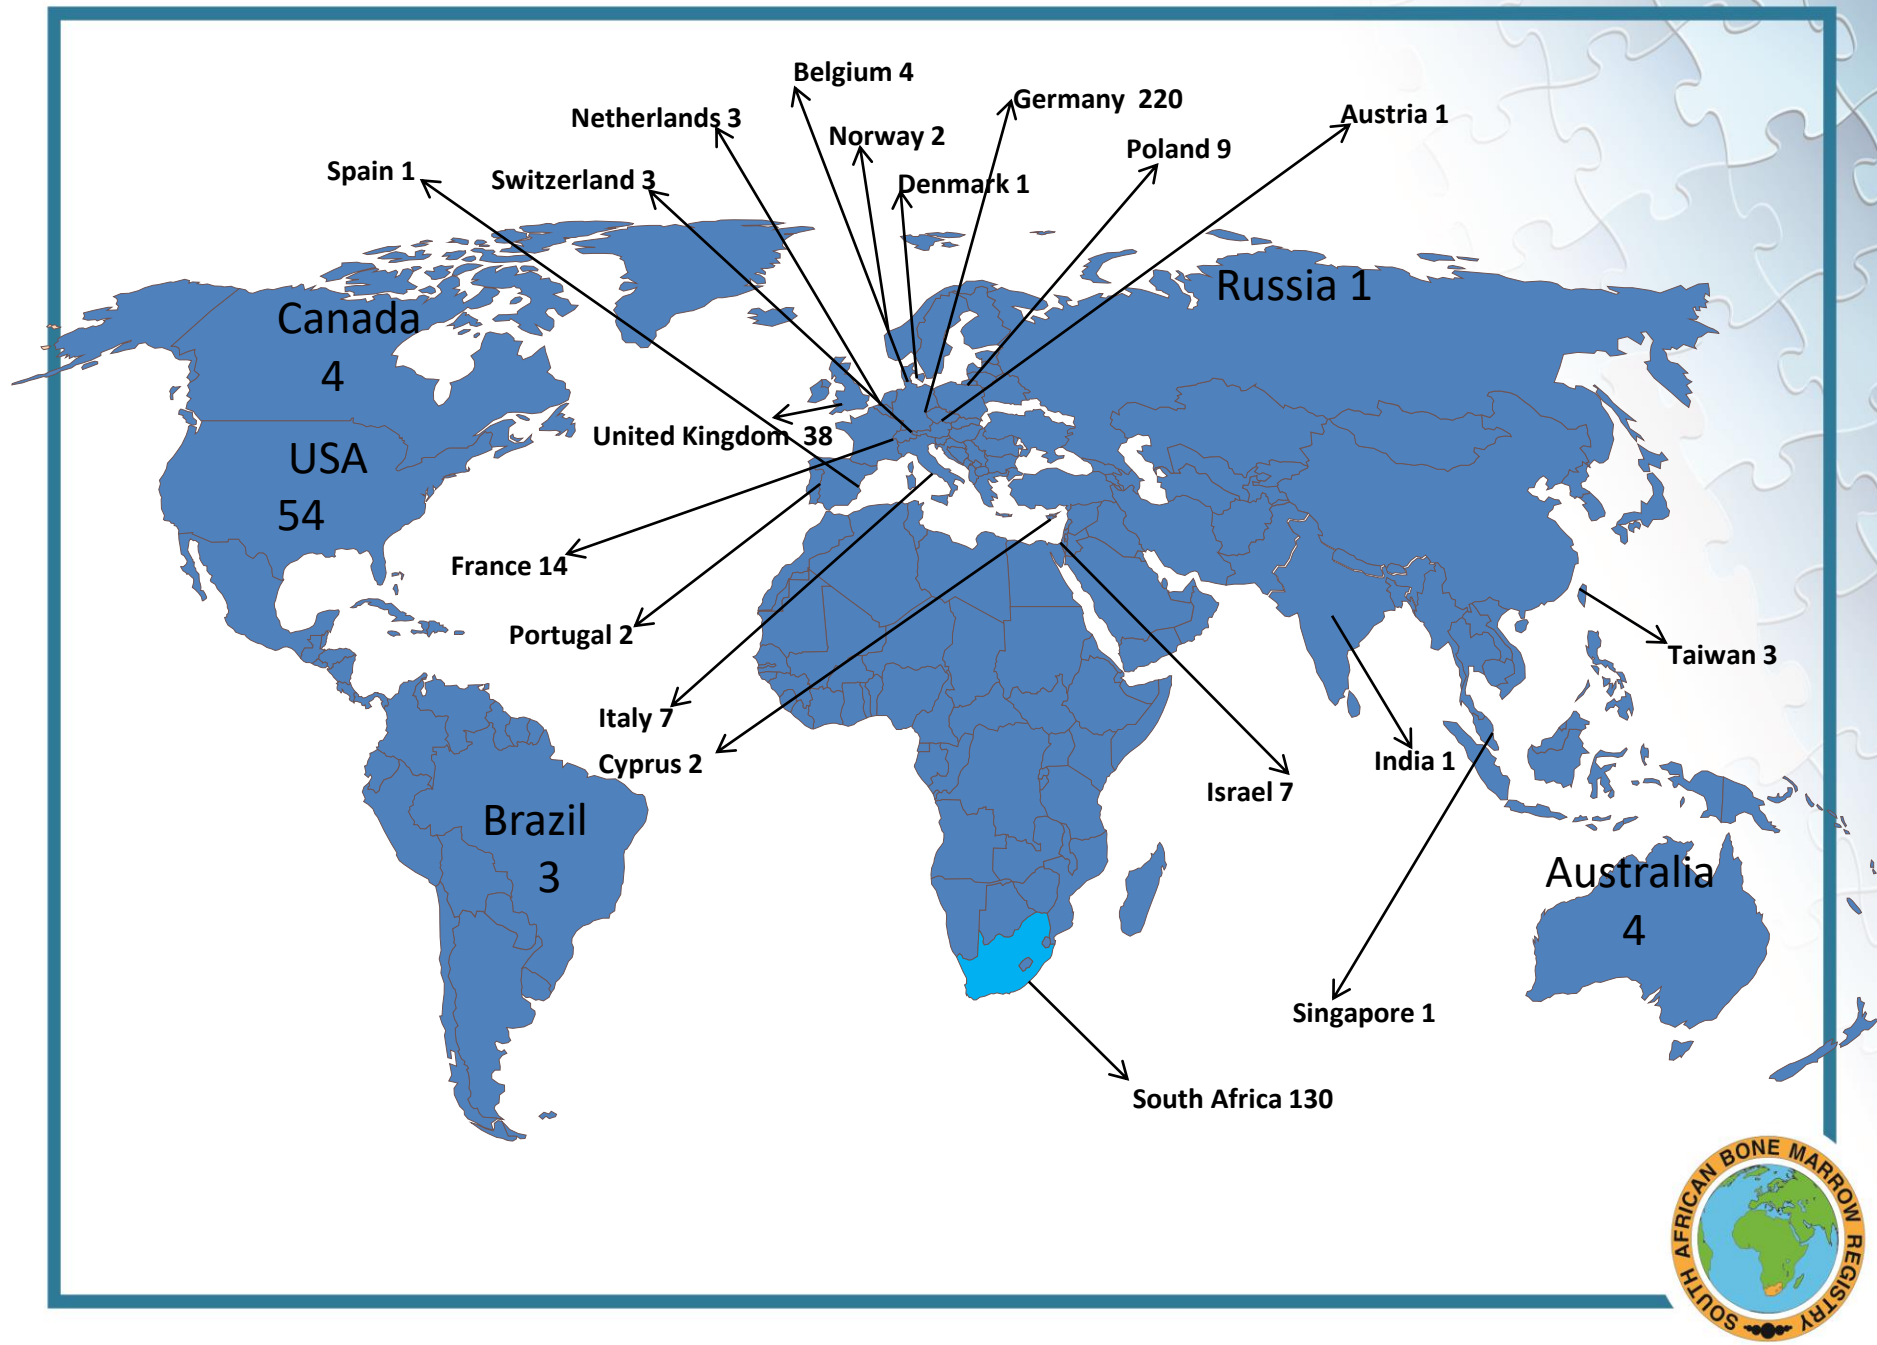 Belgium 4
Germany 220
Netherlands 3
Norway 2
Austria 1
Poland 9
Spain 1
Switzerland 3
Denmark 1
Russia 1
Canada
4
United Kingdom 38
USA
54
France 14
Portugal 2
Taiwan 3
Italy 7
Cyprus 2
India 1
Israel 7
Brazil
3
Australia
4
Singapore 1
South Africa 130
SOUTH AFRICAN BONE MARROW REGISTRY